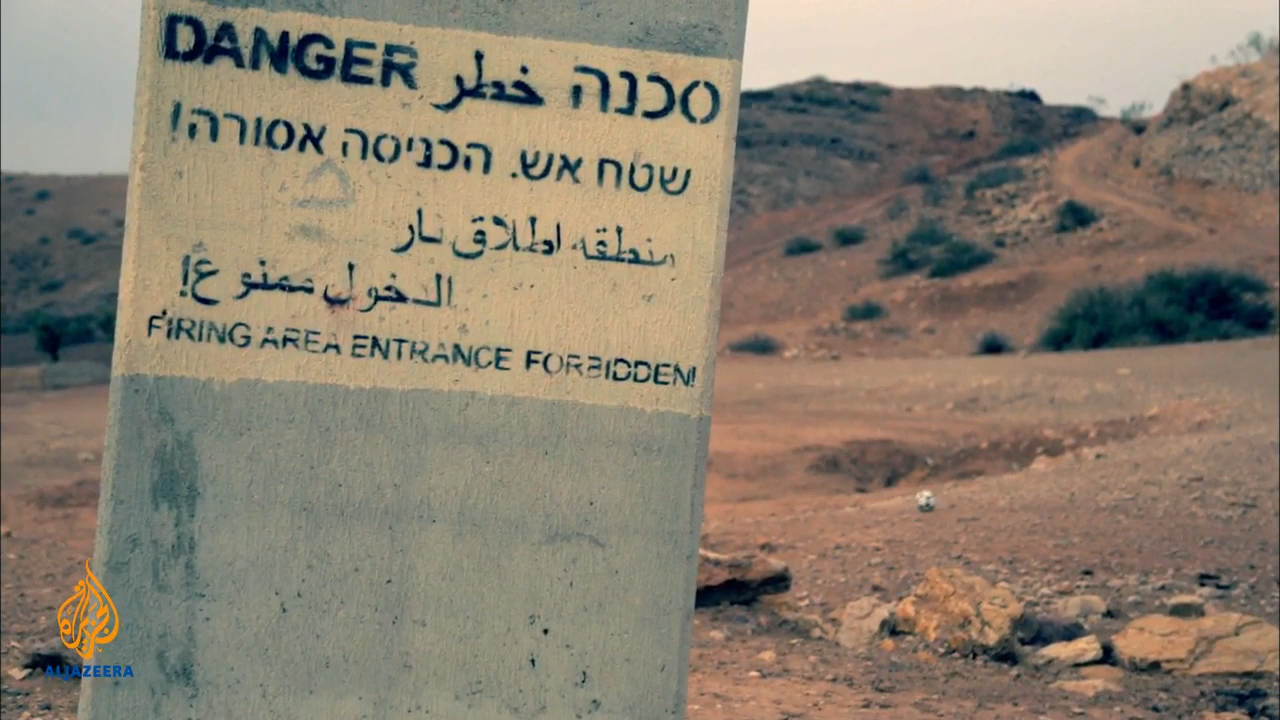 DANGER خطر סכנה
שטח אש. הכניסה אסורה!
منطقه اطلاق نار
الدخول ممنوع!
FIRING AREA ENTRANCE FORBIDDEN!
ALJAZEERA